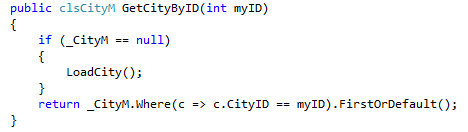 public clsCityM GetCityByID(int myID)
{
if (_CityM == null)
{
LoadCity();
}
return _CityM.Where(c => c.CityID == myID).FirstOrDefault();
}